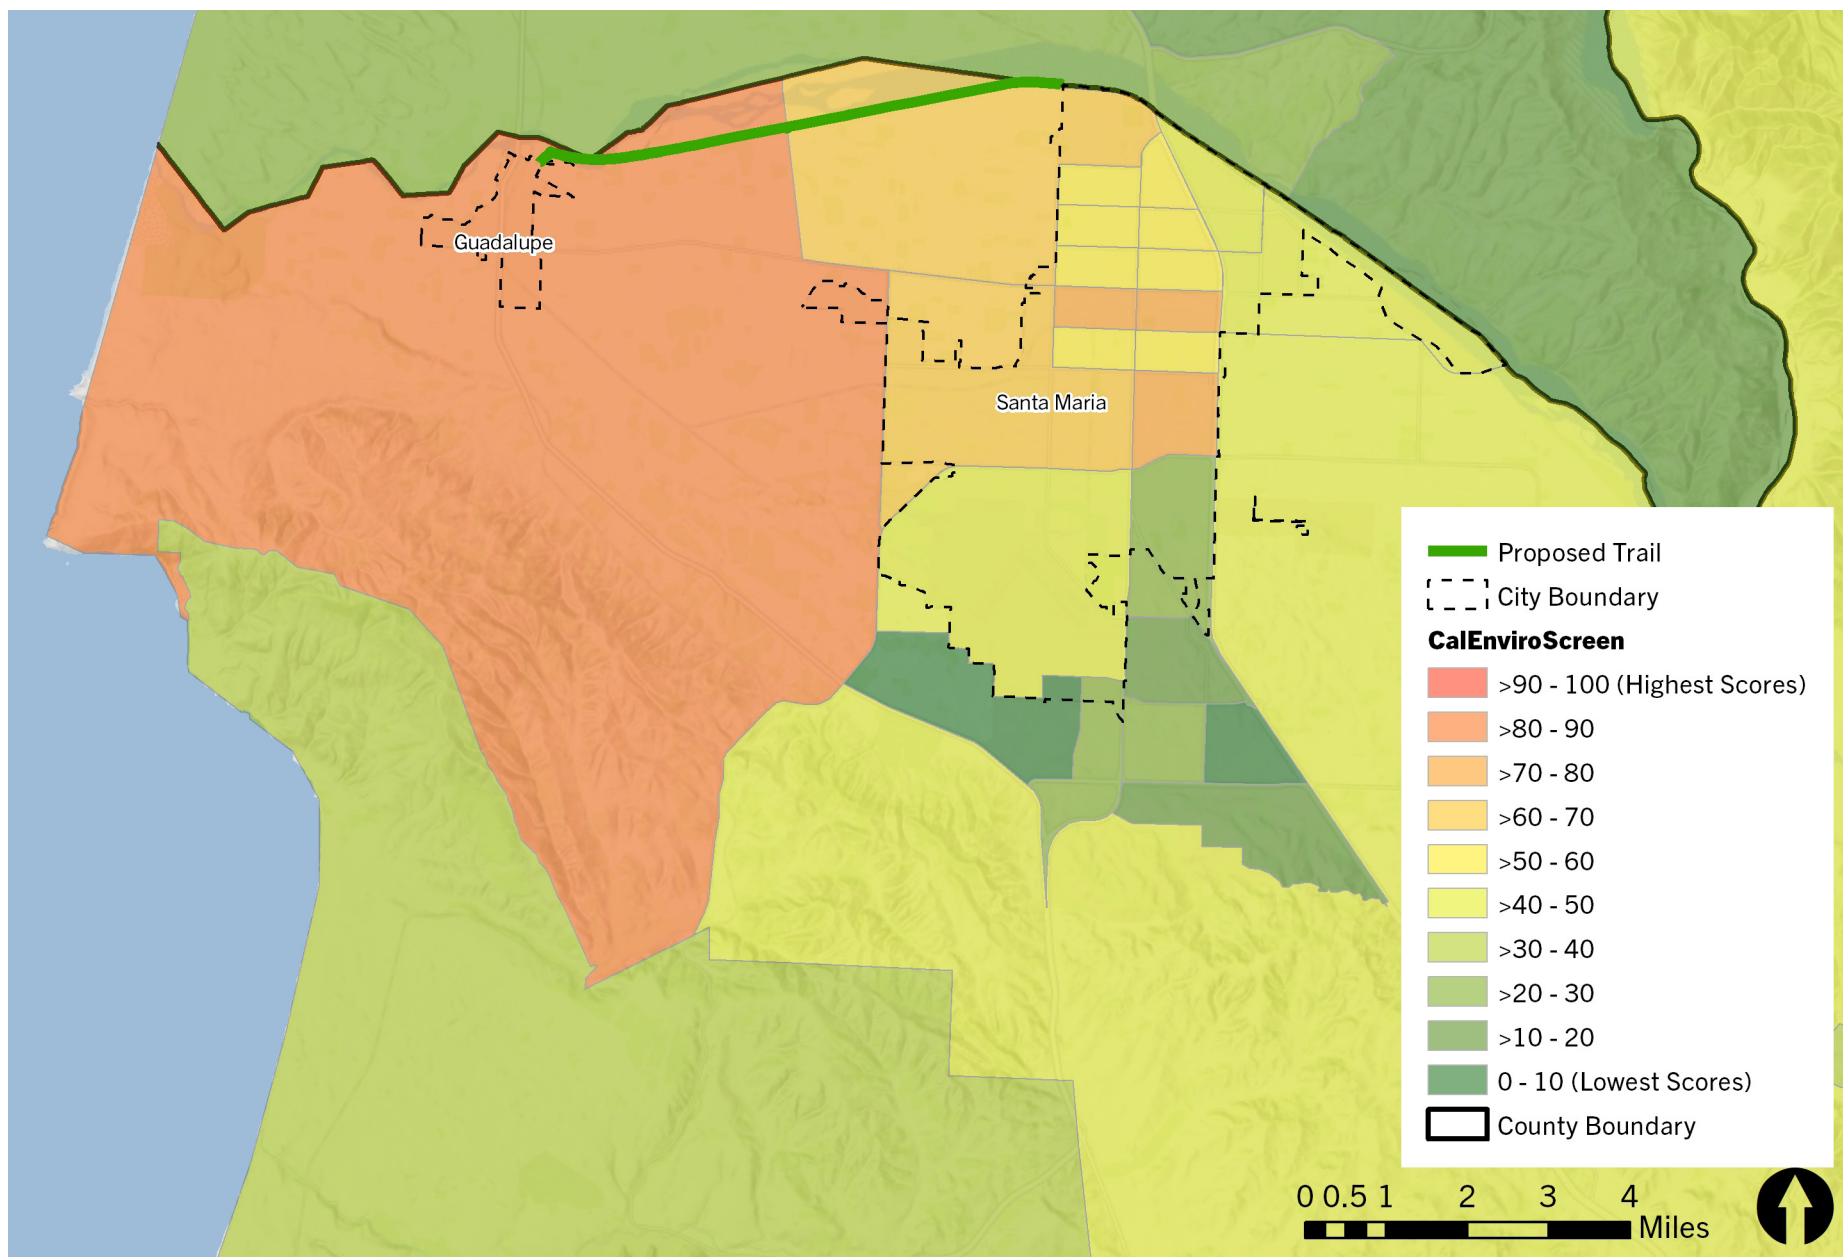 Guadalupe
Santa Maria
Proposed Trail
City Boundary
CalEnviroScreen
>90 - 100 (Highest Scores)
>80 - 90
>70 - 80
>60 - 70
>50 - 60
>40 - 50
>30 - 40
>20 - 30
>10 - 20
0 - 10 (Lowest Scores)
County Boundary
0 0.5 1 2 3 4
Miles